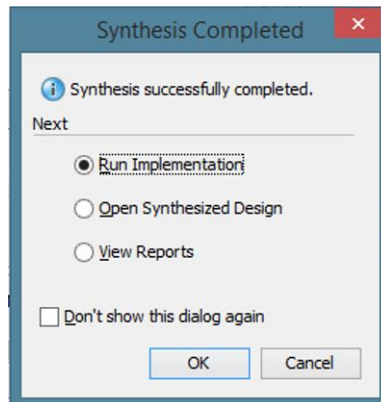 Synthesis Completed
Synthesis successfully completed.
Next
Run Implementation
Open Synthesized Design
View Reports
Don't show this dialog again
OK Cancel